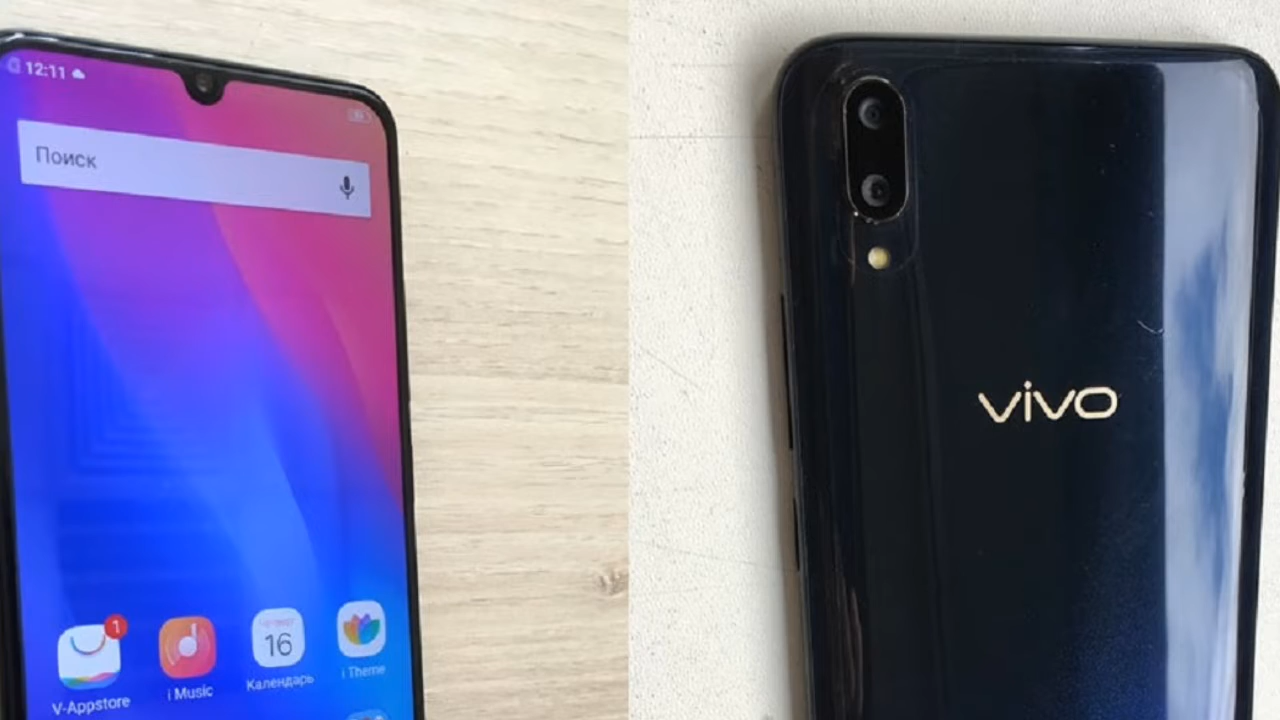 12:11
Поиск
1
16
V-Appstore
i Music
Календарь
i Theme
vivo